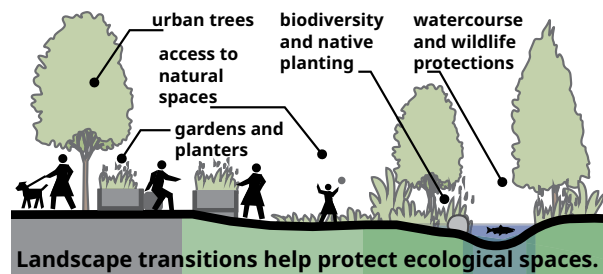 urban trees
access to
natural
spaces
gardens and
planters
biodiversity
and native
planting
watercourse
and wildlife
protections
Landscape transitions help protect ecological spaces.